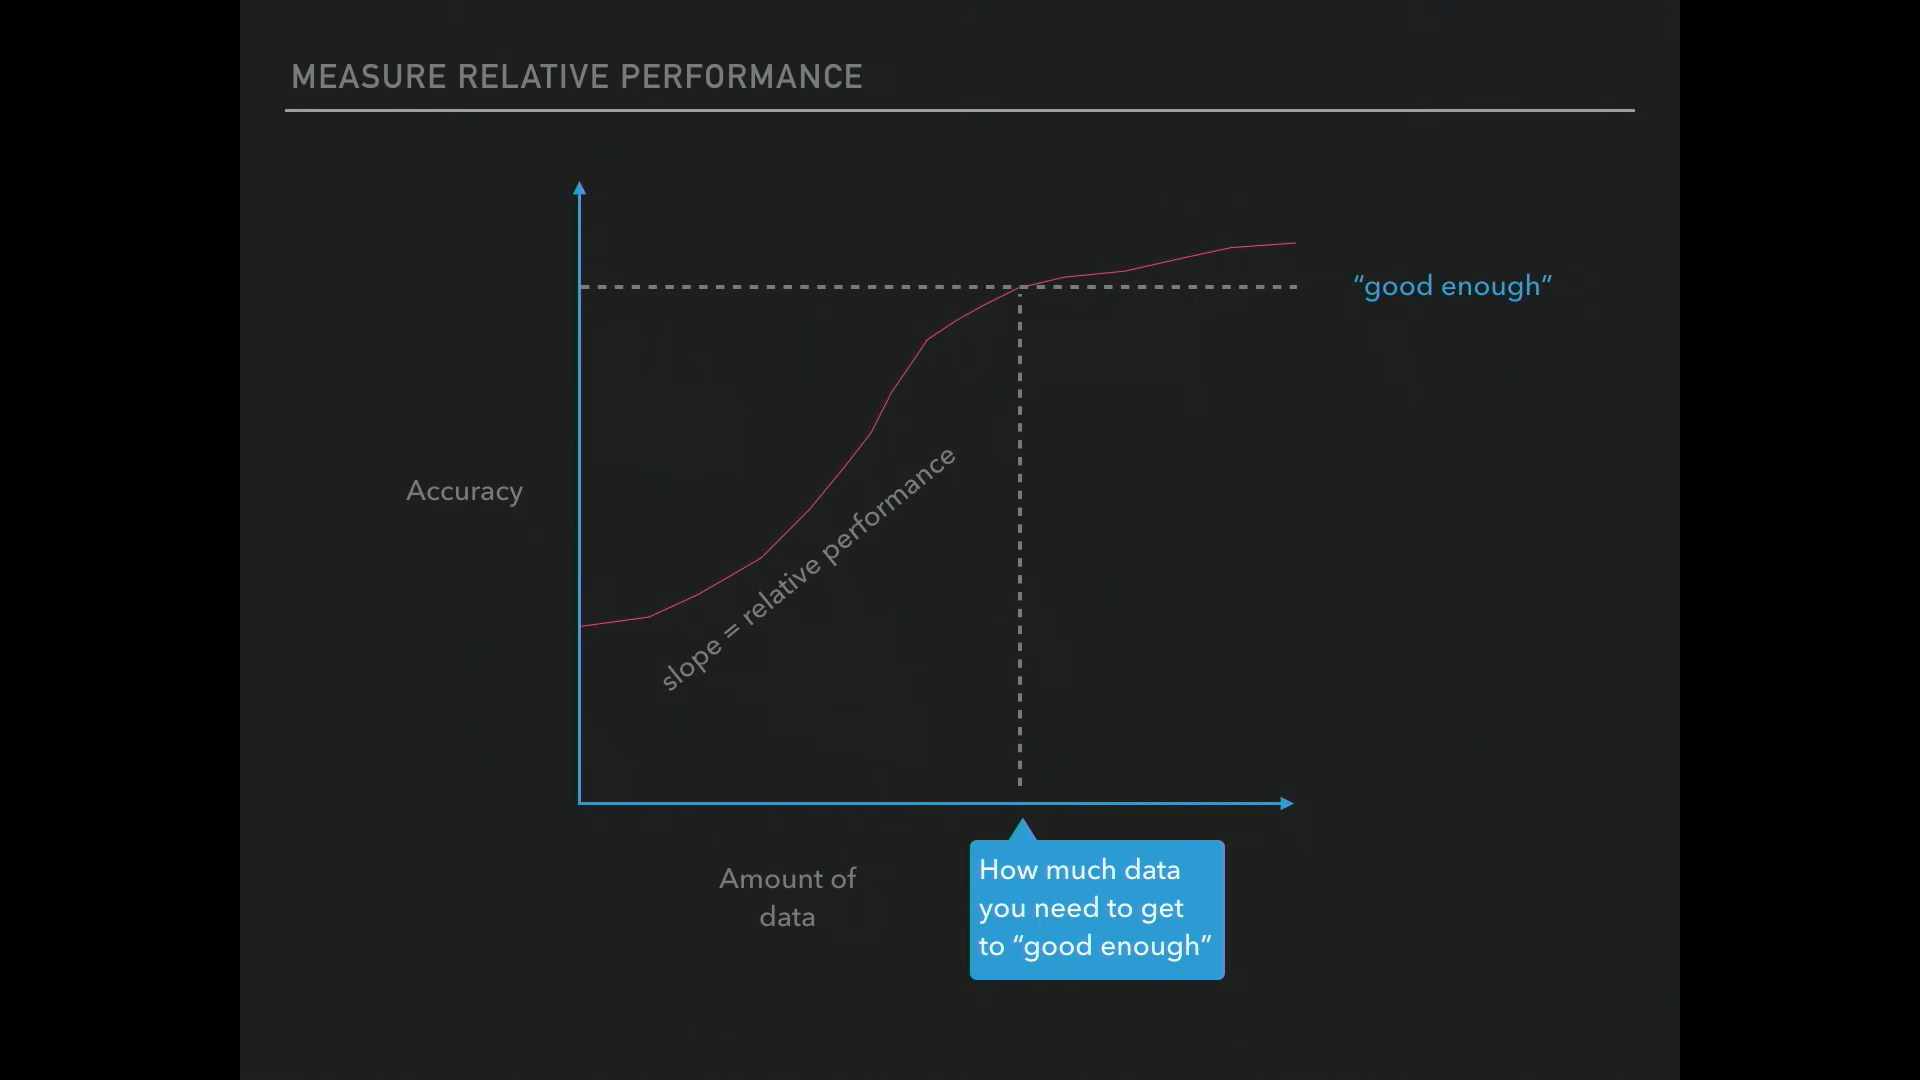 MEASURE RELATIVE PERFORMANCE
“good enough”
Accuracy
slope = relative performance
Amount of
data
How much data
you need to get
to “good enough”